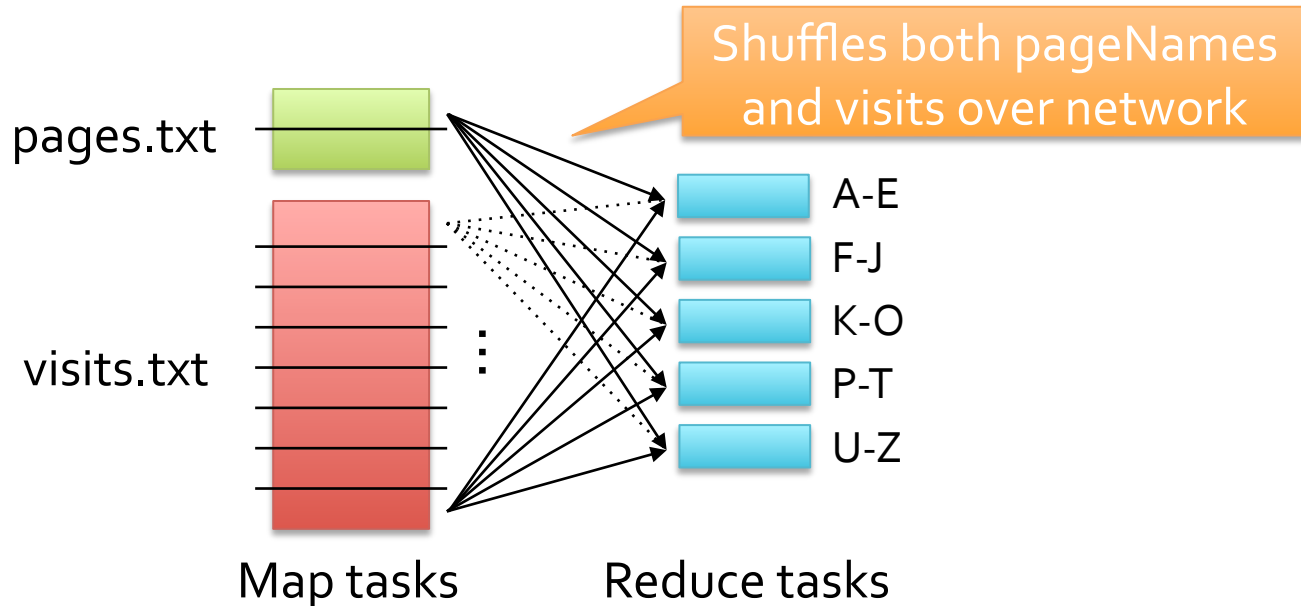 Shuffles both pageNames
and visits over network
pages.txt
A-E
F-J
K-O
visits.txt
P-T
U-Z
Map tasks
Reduce tasks